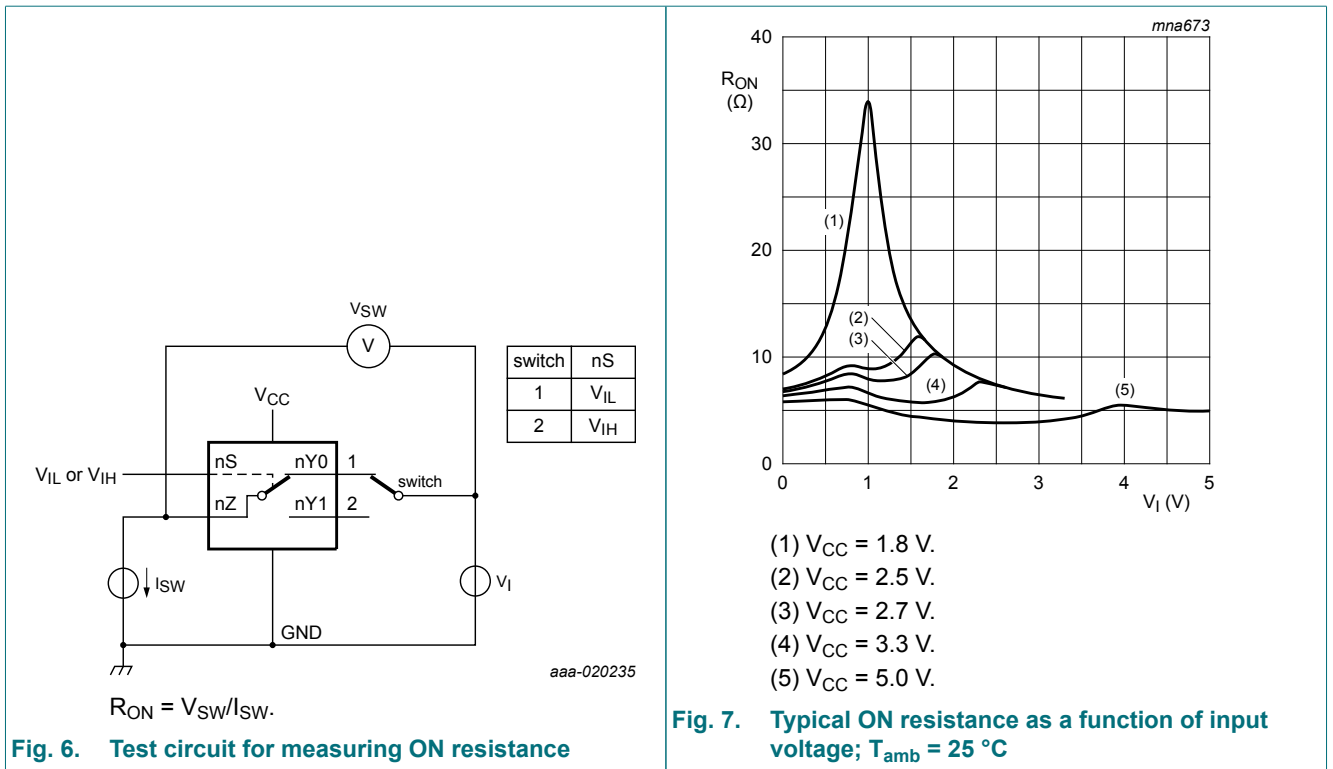 VSW
V
switch nS
1 VIL
2 VIH
VCC
VIL or VIH
nS nY0 1
switch
nZ nY1 2
ISW
VI
GND
aaa-020235
RON = VSW/ISW.
Fig. 6. Test circuit for measuring ON resistance
mna673
40
RON
(Ω)
30
(1)
20
(2)
(3)
10
(4)
(5)
0
0 1 2 3 4 5
VI (V)
(1) VCC = 1.8 V.
(2) VCC = 2.5 V.
(3) VCC = 2.7 V.
(4) VCC = 3.3 V.
(5) VCC = 5.0 V.
Fig. 7. Typical ON resistance as a function of input
voltage; Tamb = 25 °C